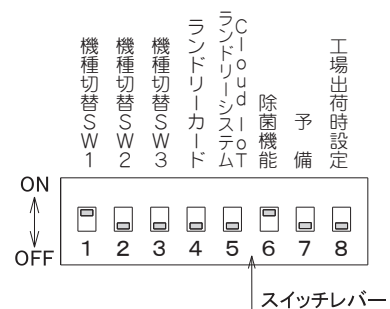 機種切替SW1
機種切替SW2
機種切替SW3
ランドリーカード
Cloud IoT
ランドリーシステム
除菌機能
予備
工場出荷時設定
ON
OFF
1 2 3 4 5 6 7 8
スイッチレバー